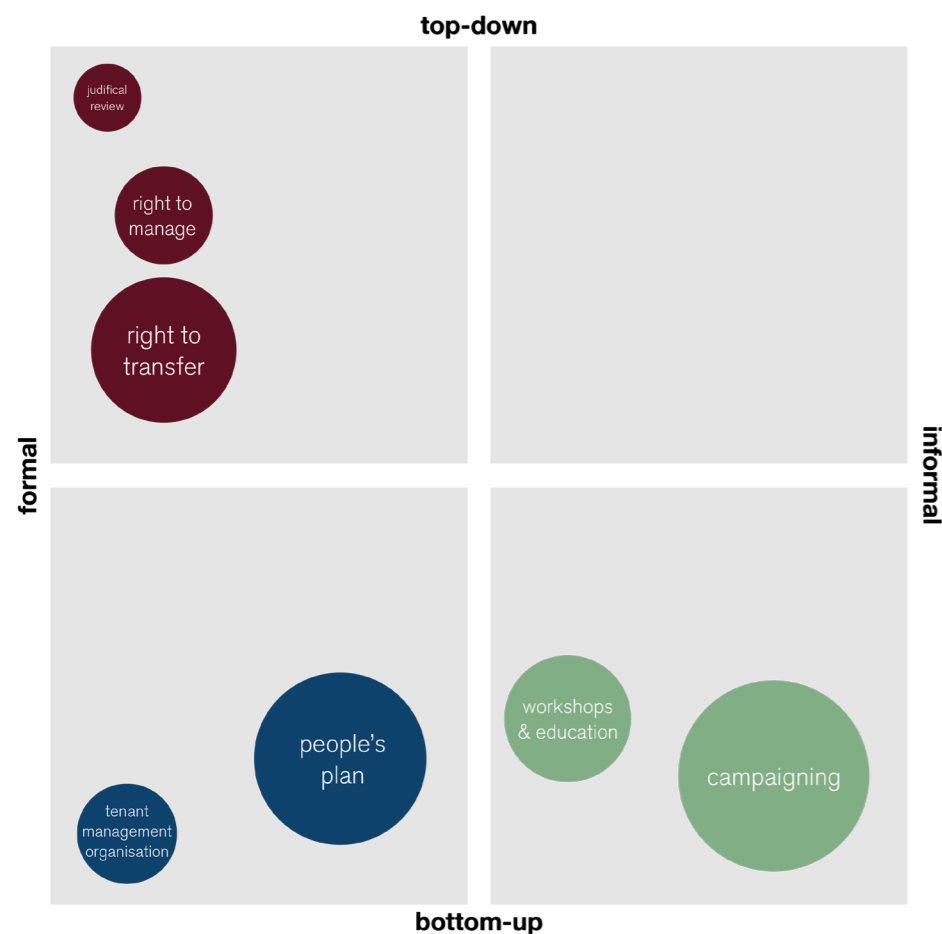 top-down
judifical
review
right to
manage
right to
transfer
formal
informal
workshops
& education
people's
plan
campaigning
tenant
management
organisation
bottom-up